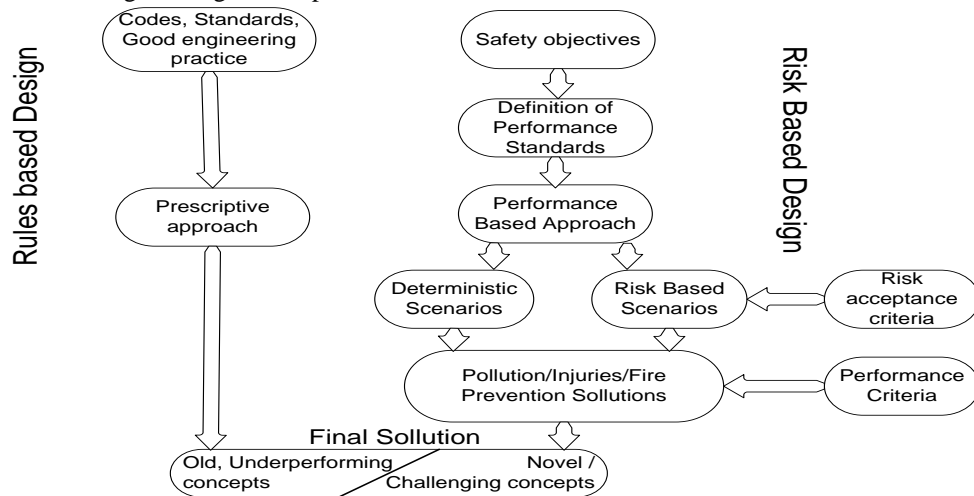 Codes, Standards,
Good engineering
practice
Safety objectives
Rules based Design
Risk Based Design
Definition of
Performance
Standards
Prescriptive
approach
Performance
Based Approach
Deterministic
Scenarios
Risk Based
Scenarios
Risk
acceptance
criteria
Pollution/Injuries/Fire
Prevention Sollutions
Performance
Criteria
Final Sollution
Old, Underperforming
concepts
Novel /
Challenging concepts